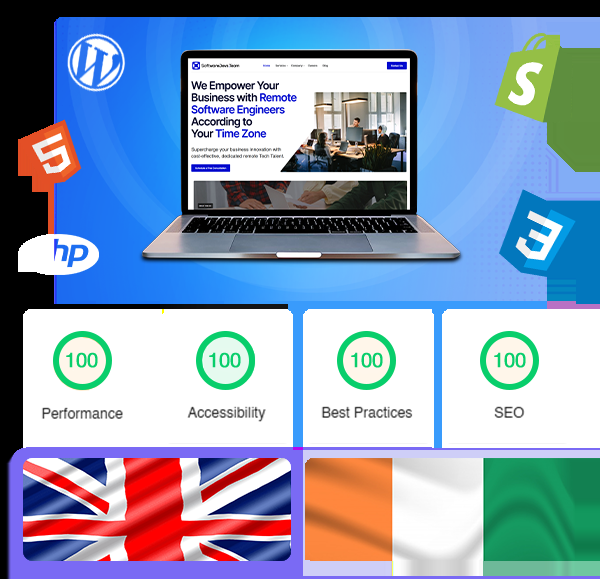 SoftwareDevs Team
Home Services Company Careers Blog
Contact Us
We Empower Your
Business with Remote
Software Engineers
According to
Your Time Zone
Supercharge your business innovation with
cost-effective, dedicated remote Tech Talent.
Schedule a Free Consultation
php
100 100 100 100
Performance Accessibility Best Practices SEO